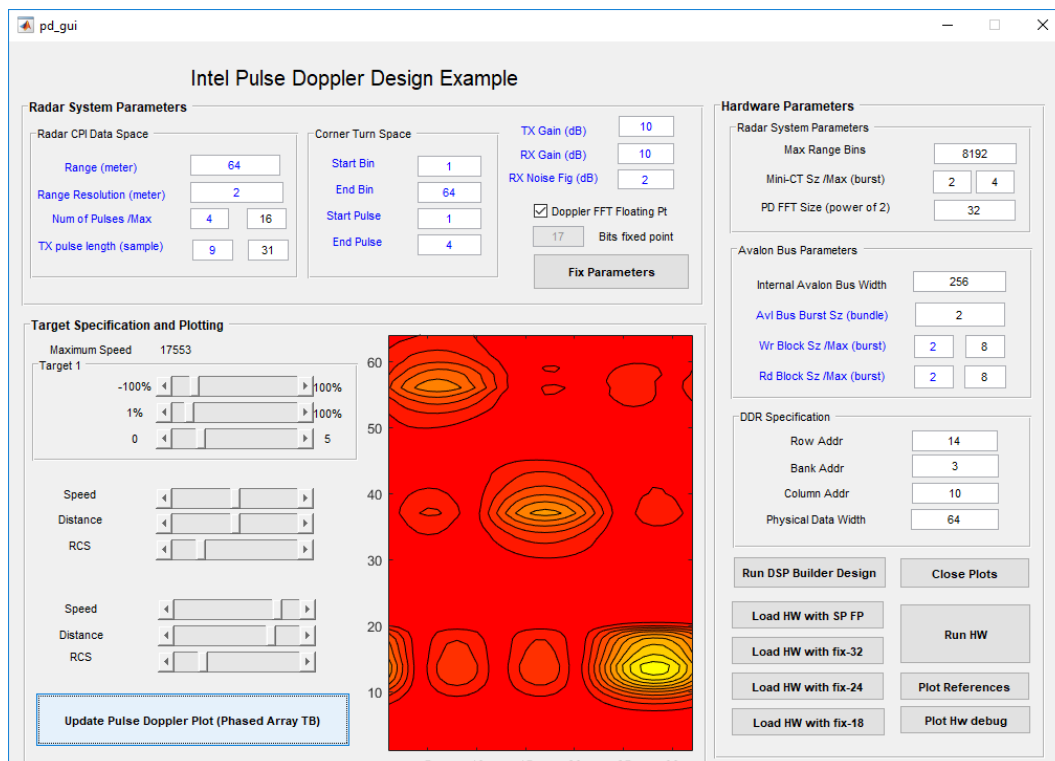 pd_gui
Intel Pulse Doppler Design Example
Radar System Parameters
Radar CPI Data Space
Range (meter) 64
Range Resolution (meter) 2
Num of Pulses /Max 4 16
TX pulse length (sample) 9 31
Corner Turn Space
Start Bin 1
End Bin 64
Start Pulse 1
End Pulse 4
TX Gain (dB) 10
RX Gain (dB) 10
RX Noise Fig (dB) 2
Doppler FFT Floating Pt
17 Bits fixed point
Fix Parameters
Target Specification and Plotting
Maximum Speed 17553
Target 1
-100% 100%
1% 100%
0 5
Speed
Distance
RCS
Speed
Distance
RCS
Update Pulse Doppler Plot (Phased Array TB)
60
50
40
30
20
10
Hardware Parameters
Radar System Parameters
Max Range Bins 8192
Mini-CT Sz /Max (burst) 2 4
PD FFT Size (power of 2) 32
Avalon Bus Parameters
Internal Avalon Bus Width 256
Avl Bus Burst Sz (bundle) 2
Wr Block Sz /Max (burst) 2 8
Rd Block Sz /Max (burst) 2 8
DDR Specification
Row Addr 14
Bank Addr 3
Column Addr 10
Physical Data Width 64
Run DSP Builder Design
Close Plots
Load HW with SP FP
Run HW
Load HW with fix-32
Load HW with fix-24
Plot References
Load HW with fix-18
Plot Hw debug